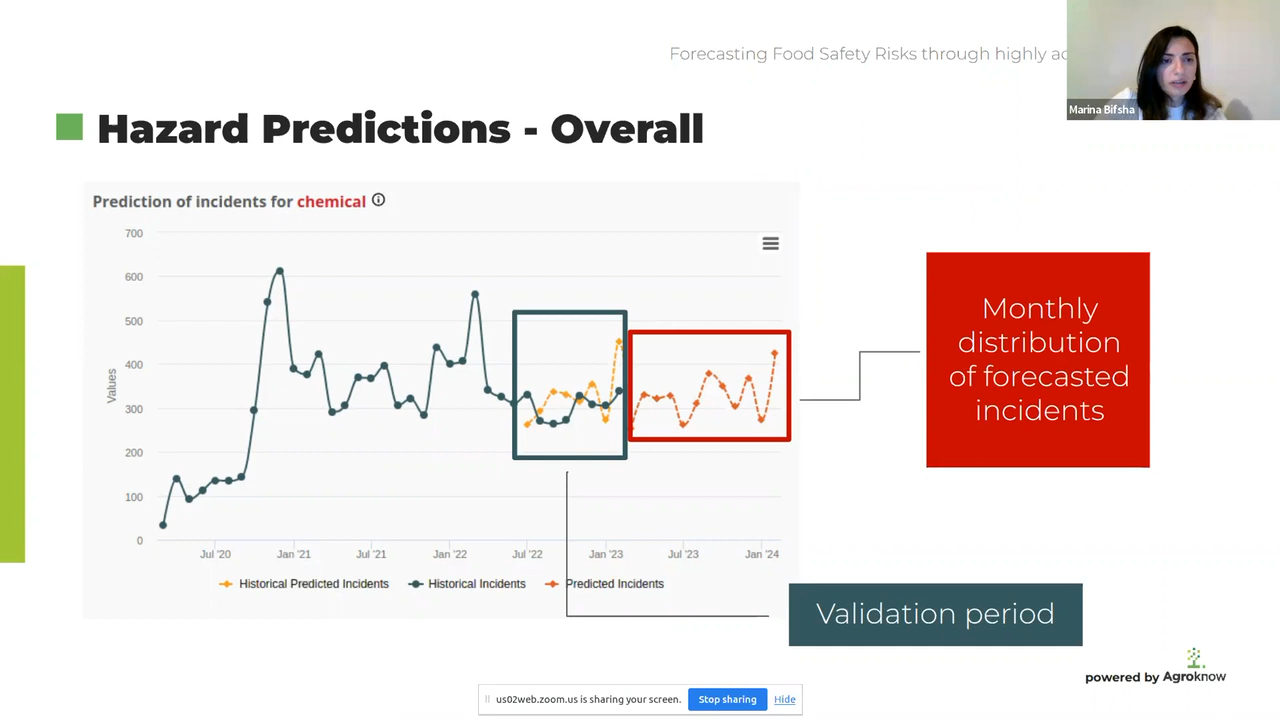 Forecasting Food Safety Risks through highly ac
Marina Bifsha
Hazard Predictions - Overall
Prediction of incidents for chemical
700
600
500
400
300
200
100
0
Values
Jul '20
Jan '21
Jul '21
Jan '22
Jul '22
Jan '23
Jul '23
Jan '24
Historical Predicted Incidents
Historical Incidents
Predicted Incidents
Monthly
distribution
of forecasted
incidents
Validation period
powered by Agroknow
us02web.zoom.us is sharing your screen.
Stop sharing
Hide